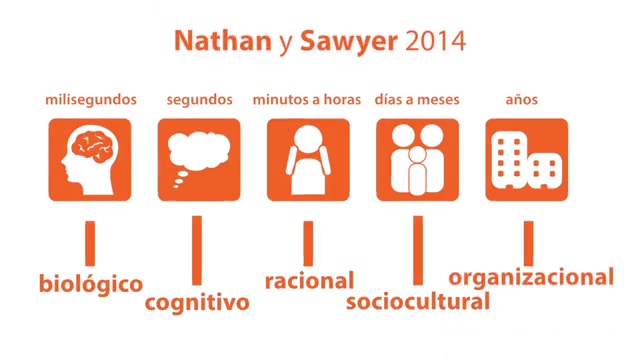 Nathan y Sawyer 2014
milisegundos segundos minutos a horas días a meses años
biológico cognitivo racional sociocultural organizacional